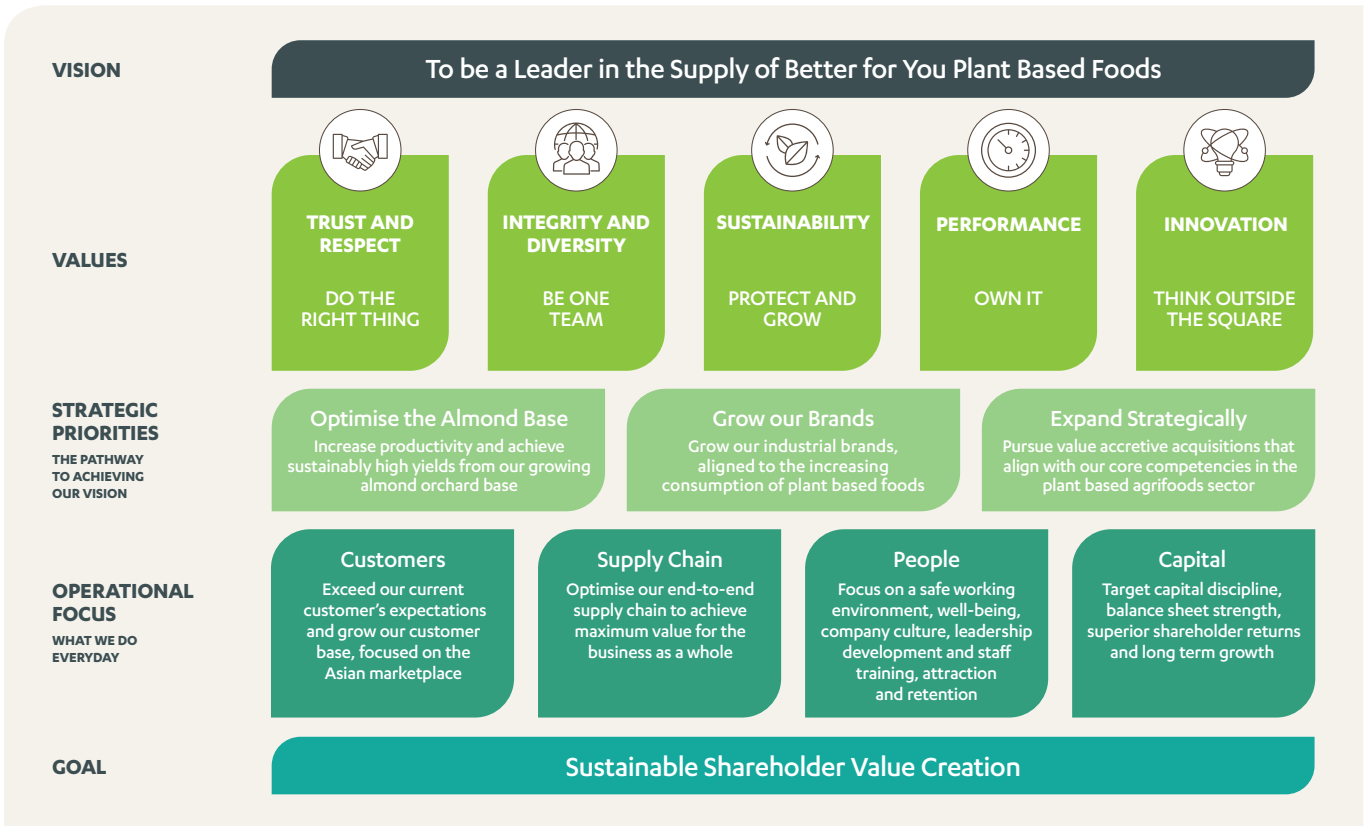 VISION
To be a Leader in the Supply of Better for You Plant Based Foods
VALUES
TRUST AND
RESPECT
DO THE
RIGHT THING
INTEGRITY AND
DIVERSITY
BE ONE
TEAM
SUSTAINABILITY
PROTECT AND
GROW
PERFORMANCE
OWN IT
INNOVATION
THINK OUTSIDE
THE SQUARE
STRATEGIC
PRIORITIES
THE PATHWAY
TO ACHIEVING
OUR VISION
Optimise the Almond Base
Increase productivity and achieve
sustainably high yields from our growing
almond orchard base
Grow our Brands
Grow our industrial brands,
aligned to the increasing
consumption of plant based foods
Expand Strategically
Pursue value accretive acquisitions that
align with our core competencies in the
plant based agrifoods sector
OPERATIONAL
FOCUS
WHAT WE DO
EVERYDAY
Customers
Exceed our current
customer's expectations
and grow our customer
base, focused on the
Asian marketplace
Supply Chain
Optimise our end-to-end
supply chain to achieve
maximum value for the
business as a whole
People
Focus on a safe working
environment, well-being,
company culture, leadership
development and staff
training, attraction
and retention
Capital
Target capital discipline,
balance sheet strength,
superior shareholder returns
and long term growth
GOAL
Sustainable Shareholder Value Creation